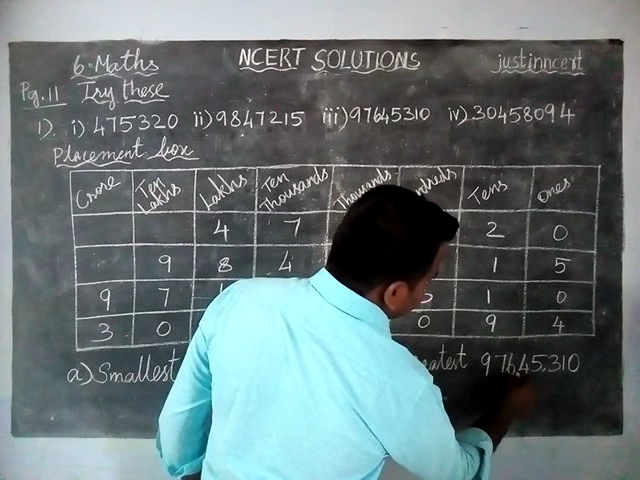 6. Maths NCERT SOLUTIONS justinncert
Pg. 11 Try these
1). i) 475320 ii) 9847215 iii) 97645310 iv) 30458094
Placement box
Crore Ten Lakhs Lakhs Ten Thousands Thousands Tens Ones
4 7 2 0
9 8 4 1 5
9 7 1 0
3 0 0 9 4
a) Smallest 97645310